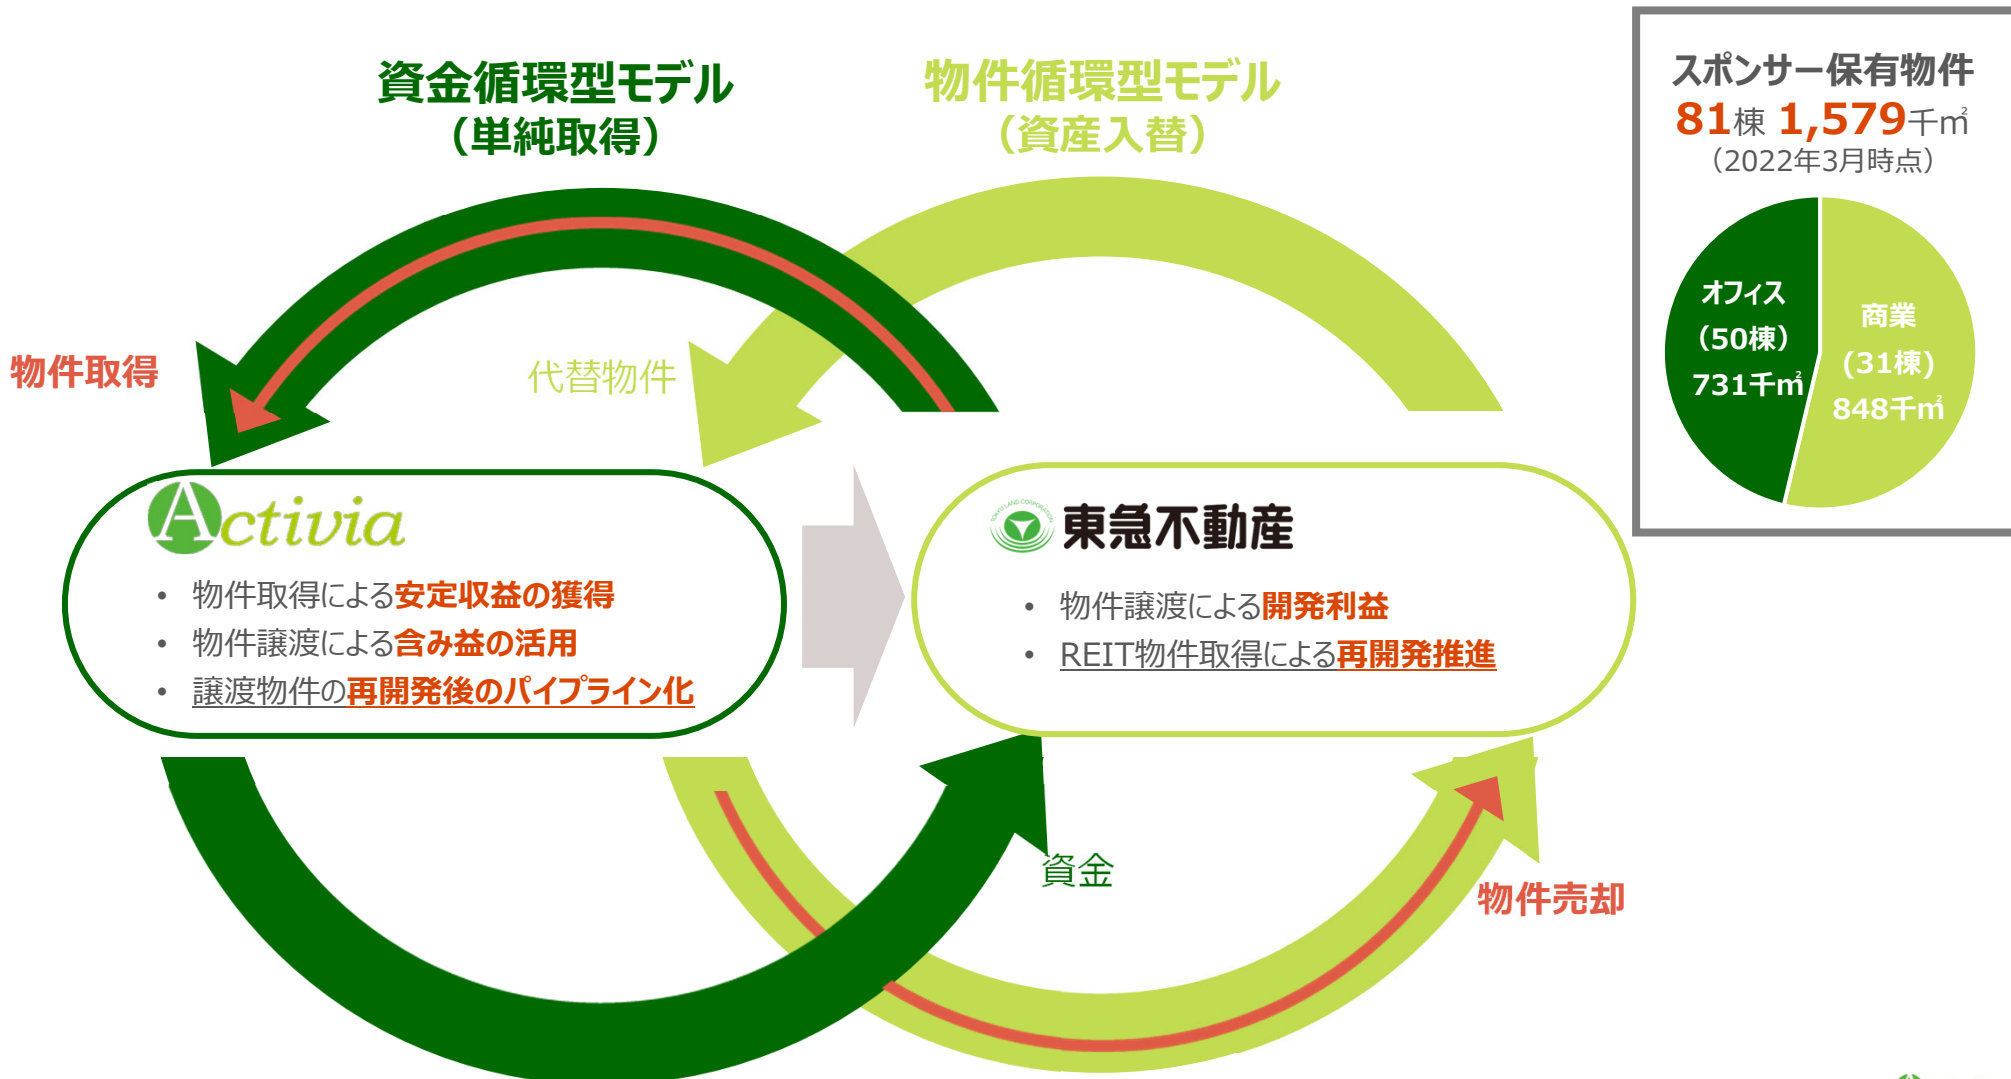 資金循環型モデル
（単純取得）
物件循環型モデル
（資産入替）
スポンサー保有物件
81棟 1,579千㎡
（2022年3月時点）
オフィス
（50棟）
731千㎡
商業
(31棟)
848千㎡
物件取得
代替物件
Activia
• 物件取得による安定収益の獲得
• 物件譲渡による含み益の活用
• 譲渡物件の再開発後のパイプライン化
TOKYU LAND CORPORATION
東急不動産
• 物件譲渡による開発利益
• REIT物件取得による再開発推進
資金
物件売却